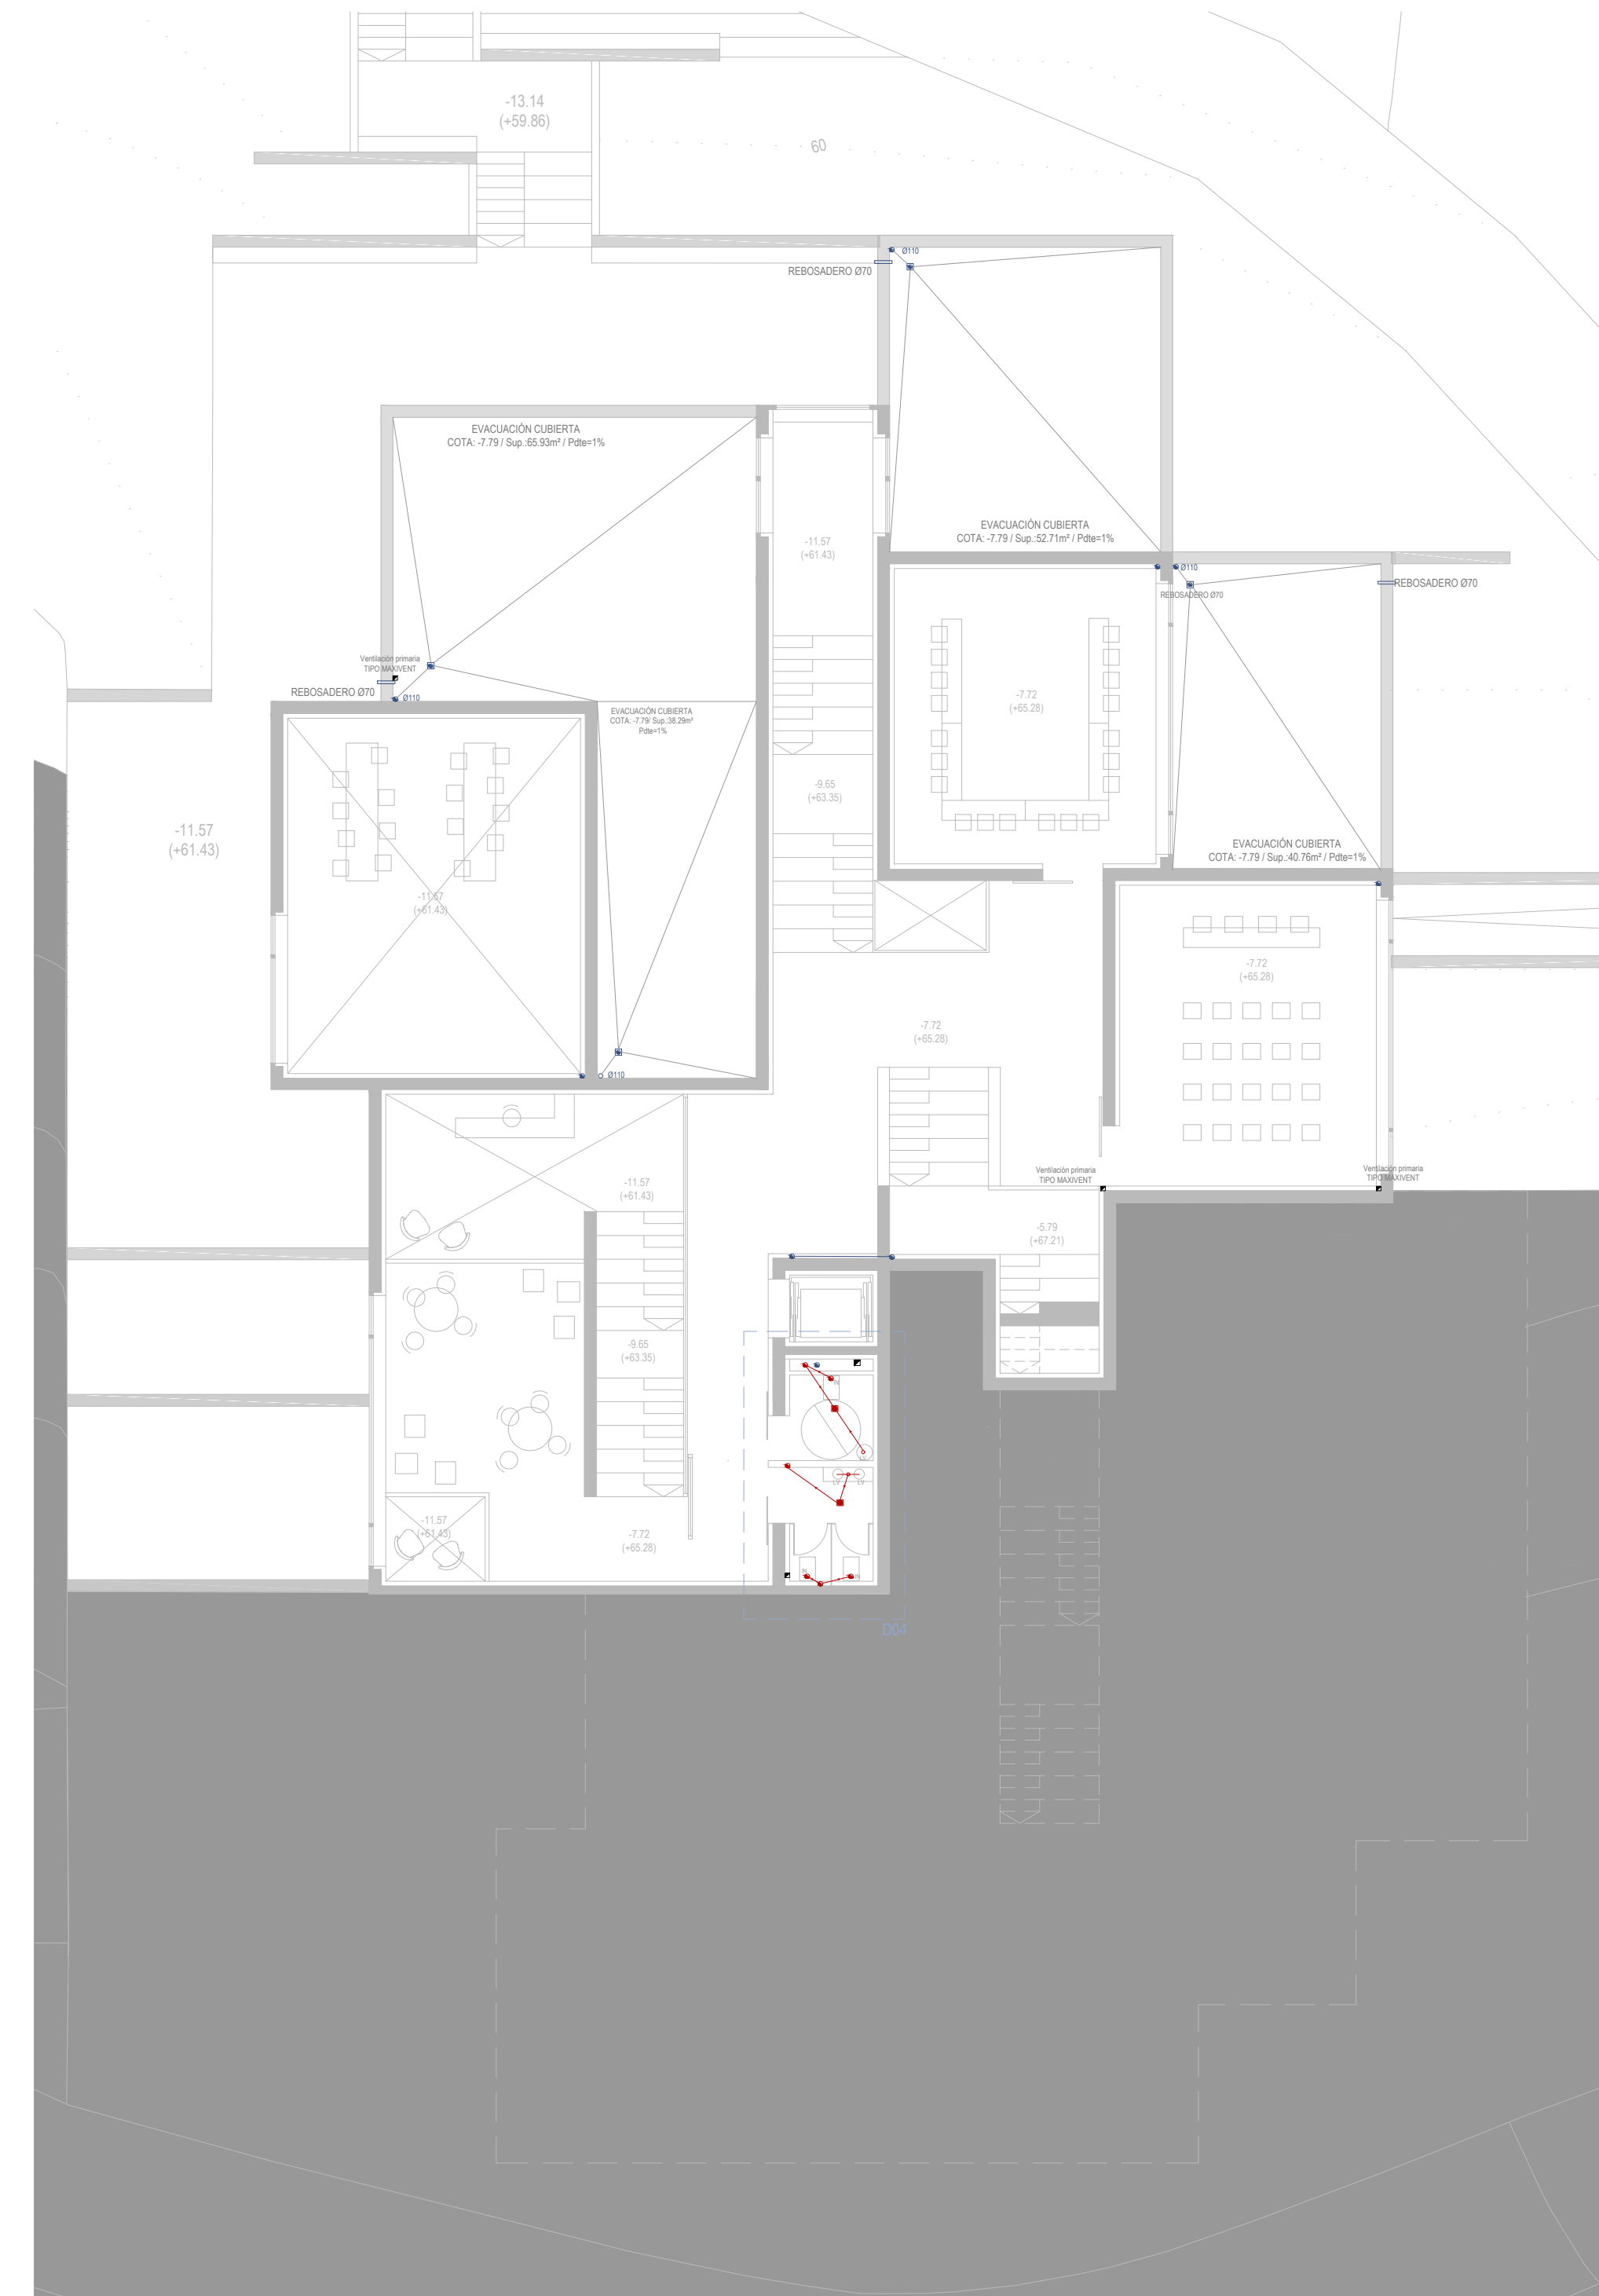 -13.14
(+59.86)
60
Ø110
REBOSADERO Ø70
EVACUACIÓN CUBIERTA
COTA: -7.79 / Sup.:65.93m² / Pdte=1%
EVACUACIÓN CUBIERTA
COTA: -7.79 / Sup.:52.71m² / Pdte=1%
-11.57
(+61.43)
Ø110
REBOSADERO Ø70
REBOSADERO Ø70
Ventilación primaria
TIPO MAXIVENT
REBOSADERO Ø70
Ø110
-7.72
(+65.28)
EVACUACIÓN CUBIERTA
COTA: -7.79/ Sup.:38.29m²
Pdte=1%
-9.65
(+63.35)
-11.57
(+61.43)
EVACUACIÓN CUBIERTA
COTA: -7.79 / Sup.:40.76m² / Pdte=1%
-11.57
(+61.43)
-7.72
(+65.28)
-7.72
(+65.28)
Ø110
-11.57
(+61.43)
Ventilación primaria
TIPO MAXIVENT
Ventilación primaria
TIPO MAXIVENT
-5.79
(+67.21)
-9.65
(+63.35)
IN
LV
LV
LV
-11.57
(+61.43)
-7.72
(+65.28)
IN
IN
D04